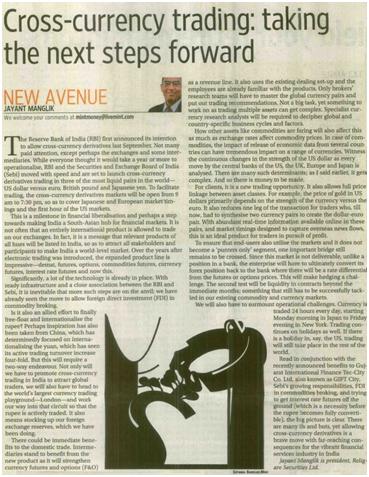 Cross-currency trading: taking
the next steps forward
NEW AVENUE
JAYANT MANGLIK
We welcome your comments at mintmoney@livemint.com
The Reserve Bank of India (RBI) first announced its intention
to allow cross-currency derivatives last September. Not many
paid attention, except perhaps the exchanges and some inter-
mediaries. While everyone thought it would take a year or more to
operationalise, RBI and the Securities and Exchange Board of India
(Sebi) moved with speed and are set to launch cross-currency
derivatives trading in three of the most liquid pairs in the world—
US dollar versus euro, British pound and Japanese yen. To facilitate
trading, the cross-currency derivatives markets will be open from 9
am to 7:30 pm, so as to cover Japanese and European market tim-
ings and the first hour of the US markets.
This is a milestone in financial liberalisation and perhaps a step
towards making India a South-Asian hub for financial markets. It is
not often that an entirely international product is allowed to trade
on our exchanges. In fact, it is a message that relevant products of
all hues will be listed in India, so as to attract all stakeholders and
participants to make India a world-level market. Over the years after
electronic trading was introduced, the expanded product line is
impressive—demat, futures, options, commodities futures, currency
futures, interest rate futures and now this.
Significantly, a lot of technology is already in place. With
ready infrastructure and a close association between the RBI and
Sebi, it is inevitable that more such steps are on the anvil; we have
already seen the move to allow foreign direct investment (FDI) in
commodity broking.
Is it also an effort to finally
free-float and internationalise the
rupee? Perhaps inspiration has also
been taken from China, which has
determinedly focused on interna-
tionalising the yuan, which has seen
its active trading turnover increase
four-fold. But this will require a
two-way endeavour. Not only will
we have to promote cross-currency
trading in India to attract global
traders, we will also have to head to
the world's largest currency trading
playground—London—and work
our way into that circuit so that the
rupee is actively traded. It also
means stocking up our foreign
exchange reserves, which we have
been doing.
There could be immediate bene-
fits to the domestic trade. Interme-
diaries stand to benefit from the
new product as it will strengthen
currency futures and options (F&O)
as a revenue line. It also uses the existing dealing set-up and the
employees are already familiar with the products. Only brokers'
research teams will have to master the global currency pairs and
put out trading recommendations. Not a big task, yet something to
work on as trading multiple assets can get complex. Specialist cur-
rency research analysts will be required to decipher global and
country-specific business cycles and factors.
How other assets like commodities are faring will also affect this
as much as exchange rates affect commodity prices. In case of com-
modities, the impact of release of economic data from several coun-
tries can have tremendous impact on a range of currencies. Witness
the continuous changes in the strength of the US dollar as every
move by the central banks of the US, the UK, Europe and Japan is
analysed. There are many such determinants; as I said earlier, it gets
complex. And so there is money to be made.
For clients, it is a new trading opportunity. It also allows full price
linkage between asset classes. For example, the price of gold in US
dollars primarily depends on the strength of the currency versus the
euro. It also reduces one leg of the transaction for traders who, till
now, had to synthesise two currency pairs to create the dollar-euro
pair. With abundant real-time information available online in these
pairs, and market timings designed to capture overseas news flows,
this is an ideal product for traders in pursuit of profit.
To ensure that end-users also utilise the markets and it does not
become a 'punters only' segment, one important bridge still
remains to be crossed. Since this market is not deliverable, unlike a
position in a bank, the enterprise will have to ultimately convert its
forex position back to the bank where there will be a rate differential
from the futures or options prices. This will make hedging a chal-
lenge. The second test will be liquidity in contracts beyond the
immediate months; something that still has to be successfully tack-
led in our existing commodity and currency markets.
We will also have to surmount operational challenges. Currency is
traded 24 hours every day, starting
Monday morning in Japan to Friday
evening in New York. Trading con-
tinues on holidays as well. If there
is a holiday in, say, the US, trading
will still take place in the rest of the
world.
Read in conjunction with the
recently announced benefits to Guj-
arat International Finance Tec-City
Co. Ltd, also known as GIFT City,
Sebi's growing responsibilities, FDI
in commodities broking, and trying
to get interest rate futures off the
ground (which is a necessity before
the rupee becomes fully converti-
ble), the big picture is clear. There
are many ifs and buts, yet allowing
cross-currency derivatives is a
brave move with far-reaching con-
sequences for the vibrant financial
services industry in India
Jayant Manglik is president, Relig-
are Securities Ltd.